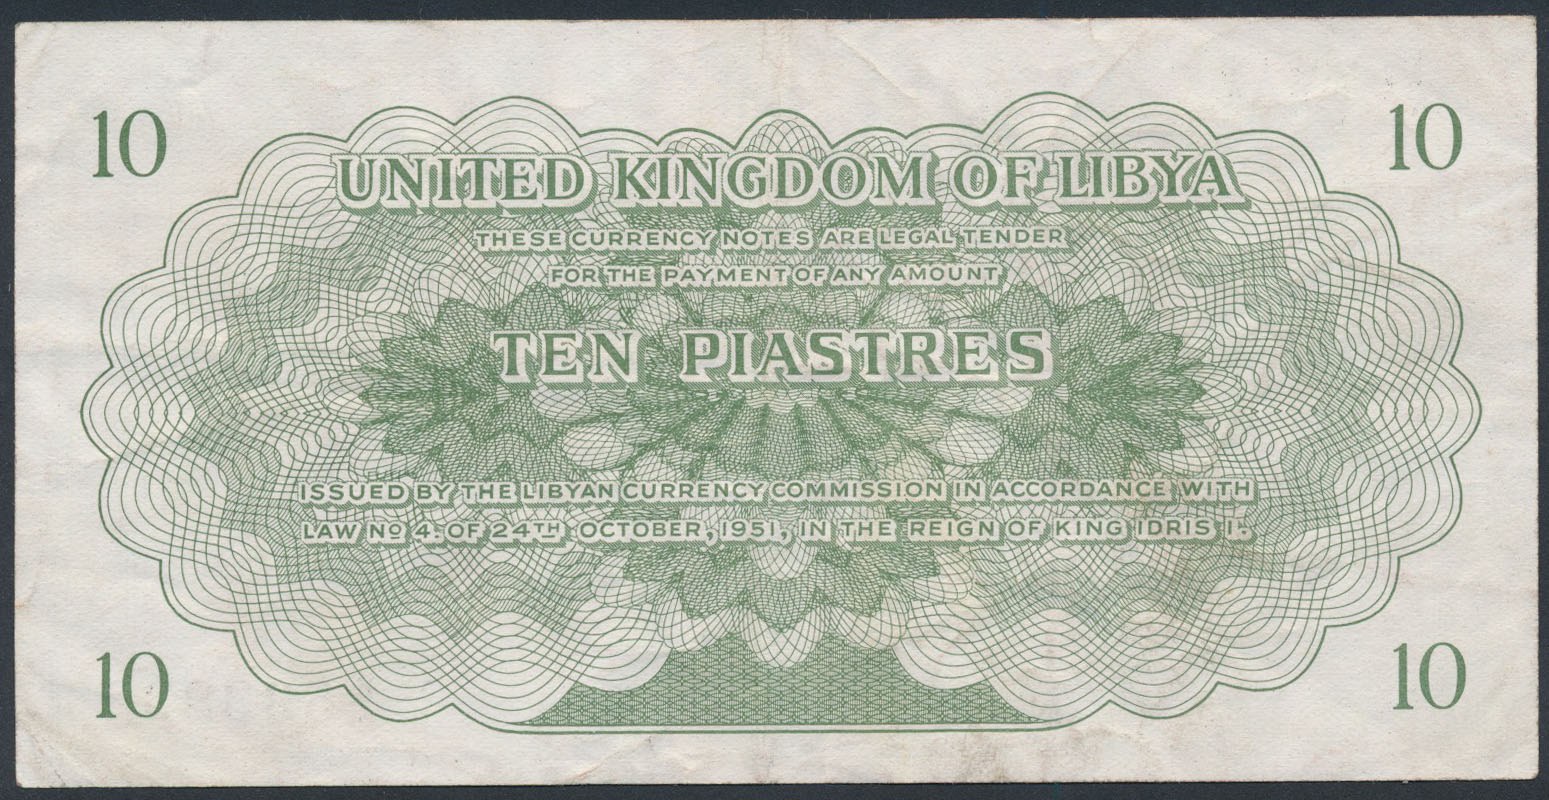 10 10
UNITED KINGDOM OF LIBYA
THESE CURRENCY NOTES ARE LEGAL TENDER
FOR THE PAYMENT OF ANY AMOUNT
TEN PIASTRES
ISSUED BY THE LIBYAN CURRENCY COMMISSION IN ACCORDANCE WITH
LAW Nº 4. OF 24TH OCTOBER, 1951, IN THE REIGN OF KING IDRIS I.
10 10